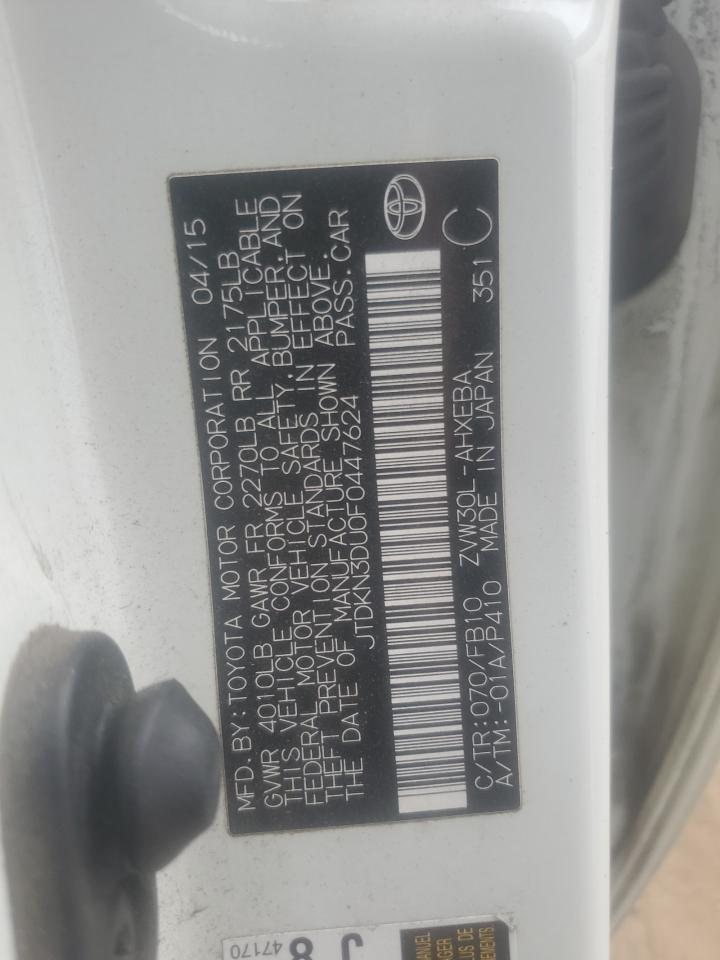 MFD. BY: TOYOTA MOTOR CORPORATION 04/15
GVWR 4010LB GAWR FR 2270LB RR 2175LB
THIS VEHICLE CONFORMS TO ALL APPLICABLE
FEDERAL MOTOR VEHICLE SAFETY, BUMPER, AND
THEFT PREVENTION STANDARDS IN EFFECT ON
THE DATE OF MANUFACTURE SHOWN ABOVE.
JTDKN3DU0F0447624 PASS. CAR
C/TR: 070/FB10 ZVW30L-AHXEBA 351 C
A/TM: -01A/P410 MADE IN JAPAN
J
8
47170